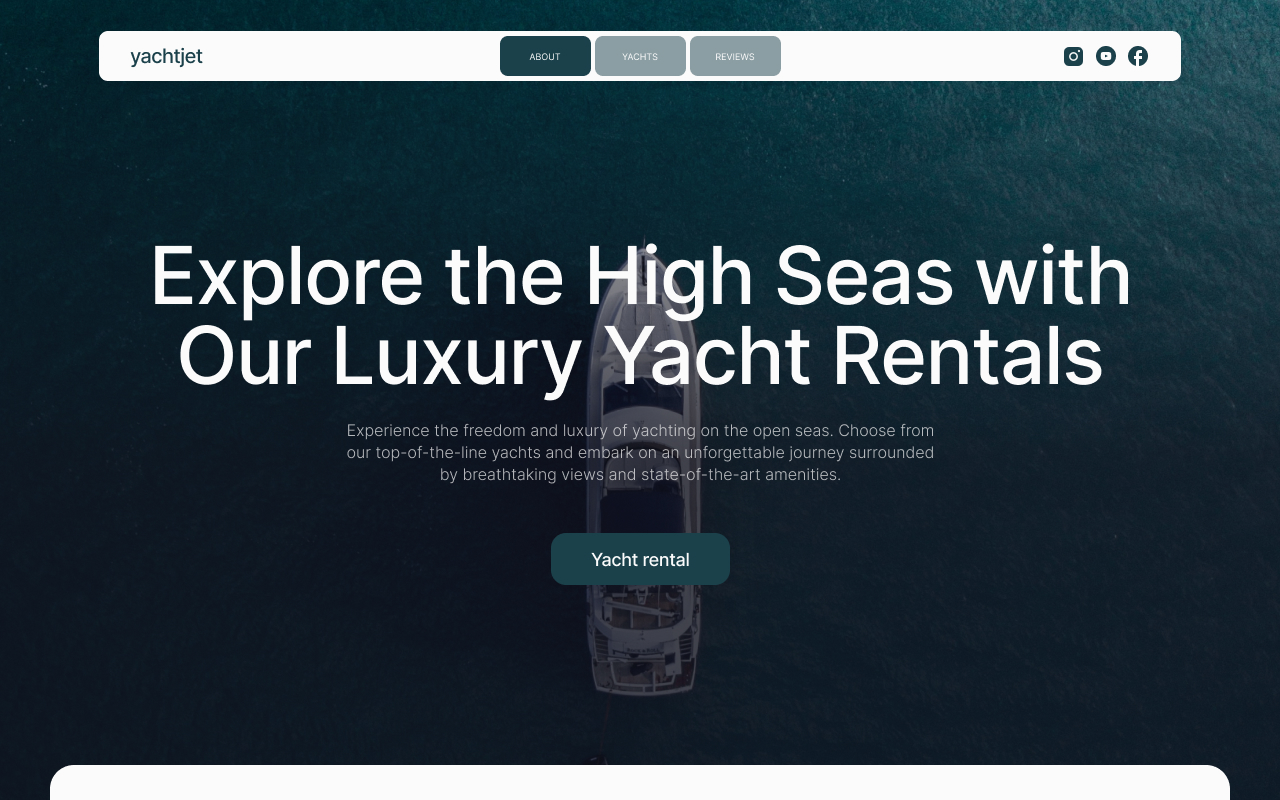 yachtjet
ABOUT
YACHTS
REVIEWS
Explore the High Seas with
Our Luxury Yacht Rentals
Experience the freedom and luxury of yachting on the open seas. Choose from
our top-of-the-line yachts and embark on an unforgettable journey surrounded
by breathtaking views and state-of-the-art amenities.
Yacht rental